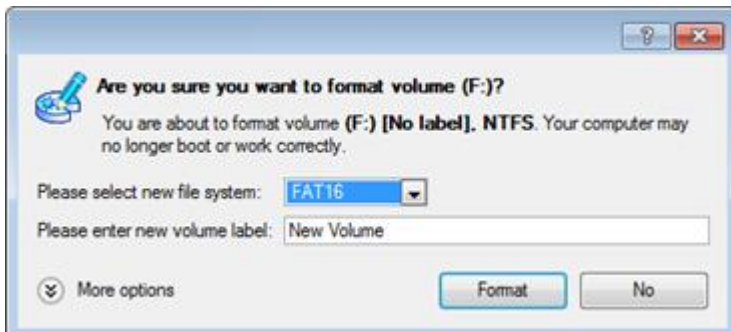 ?
Are you sure you want to format volume (F:)?
You are about to format volume (F:) [No label], NTFS. Your computer may
no longer boot or work correctly.
Please select new file system: FAT16
Please enter new volume label: New Volume
More options Format No